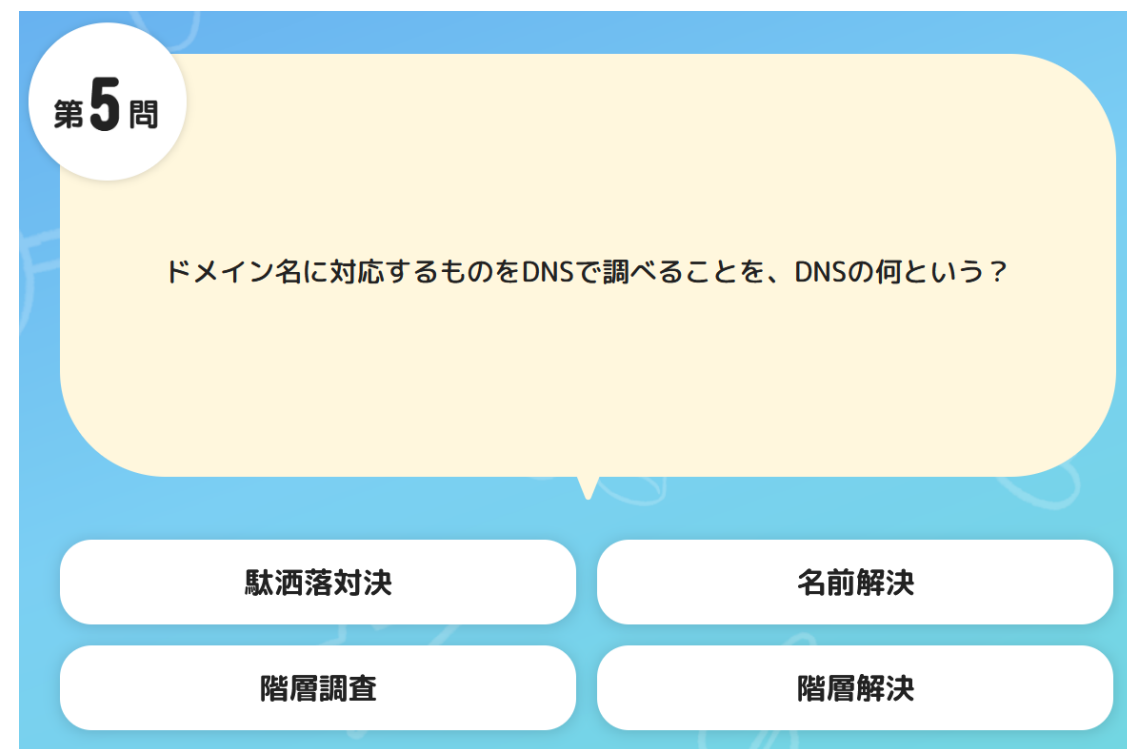 第5問
ドメイン名に対応するものをDNSで調べることを、DNSの何という？
駄洒落対決
名前解決
階層調査
階層解決